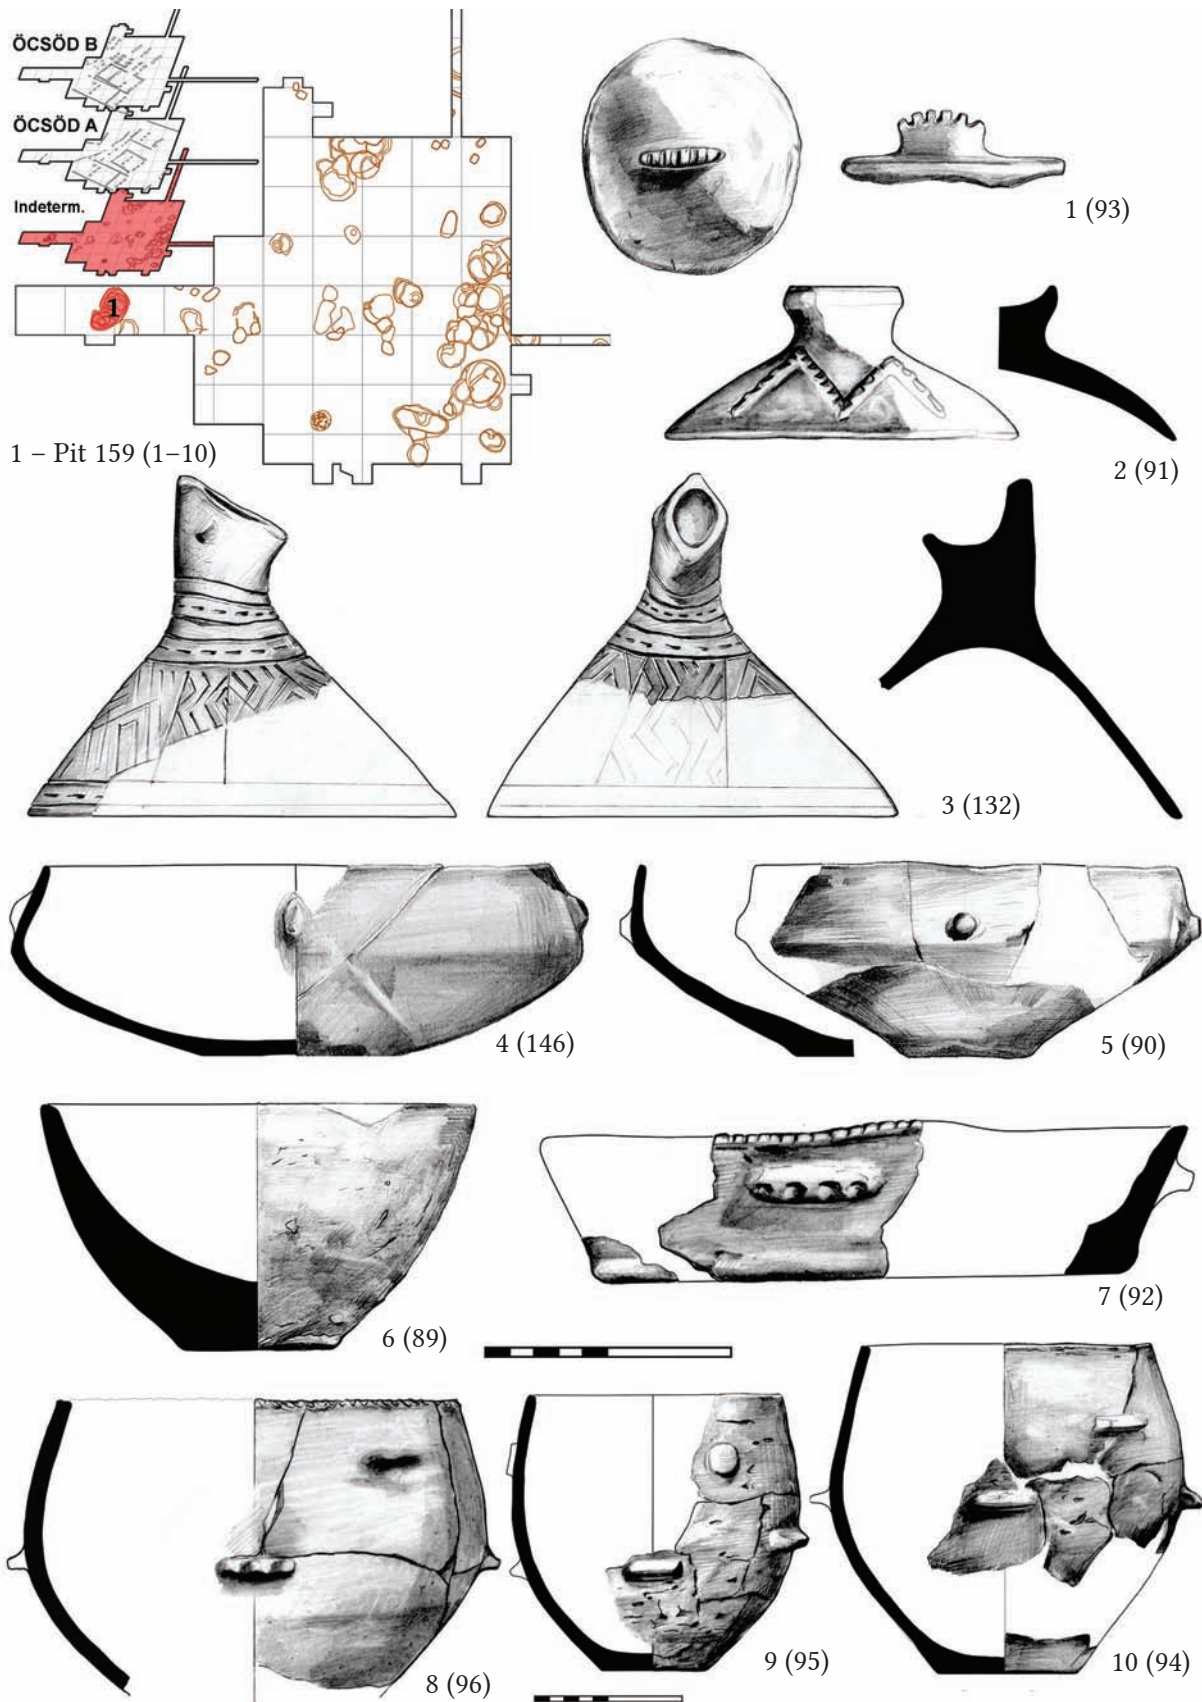 ÖCSÖD B
ÖCSÖD A
Indeterm.
1
1 – Pit 159 (1–10)
1 (93)
2 (91)
3 (132)
4 (146)
5 (90)
6 (89)
7 (92)
8 (96)
9 (95)
10 (94)